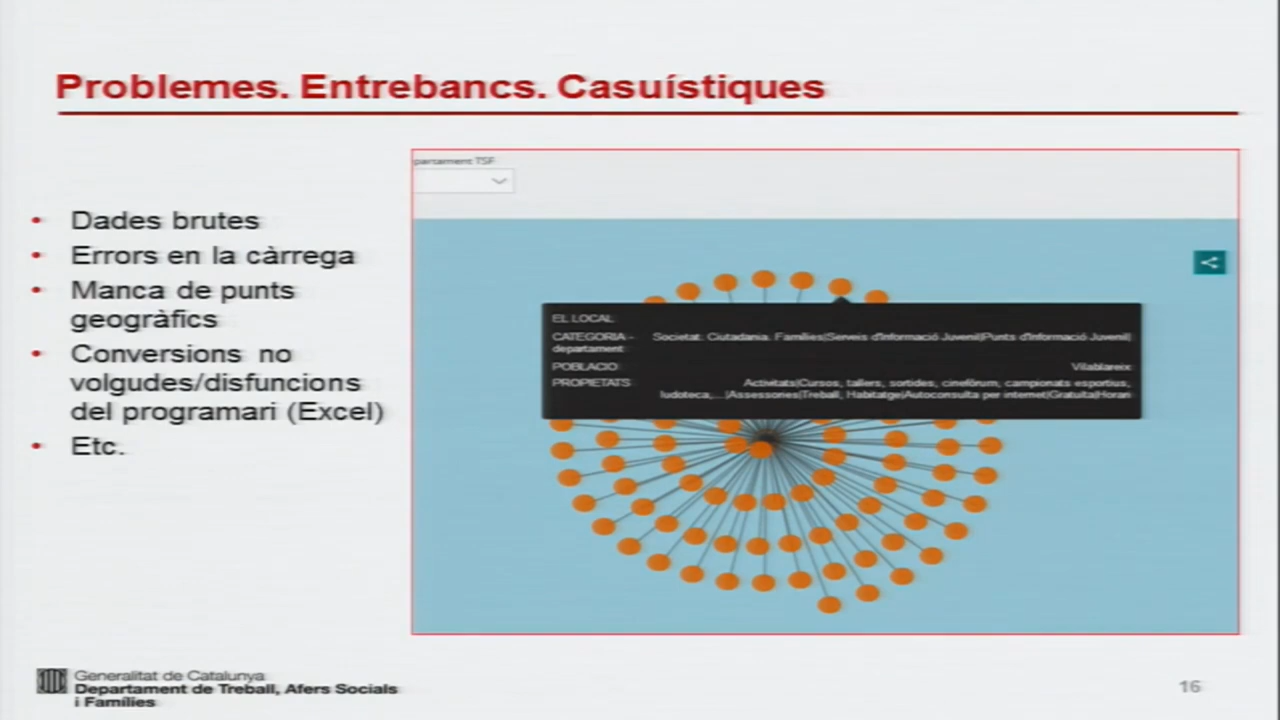 Problemes. Entrebancs. Casuístiques
• Dades brutes
• Errors en la càrrega
• Manca de punts
geogràfics
• Conversions no
volgudes/disfuncions
del programari (Excel)
• Etc.
partament TSF
EL LOCAL
CATEGORIA - Societat. Ciutadania. Famílies|Serveis d'Informació Juvenil|Punts d'Informació Juvenil|
departament
POBLACIO Vilablareix
PROPIETATS Activitats|Cursos, tallers, sortides, cinefòrum, campionats esportius,
ludoteca,...|Assessories|Treball, Habitatge|Autoconsulta per internet|Gratuïta|Horari
Generalitat de Catalunya
Departament de Treball, Afers Socials
i Famílies
16